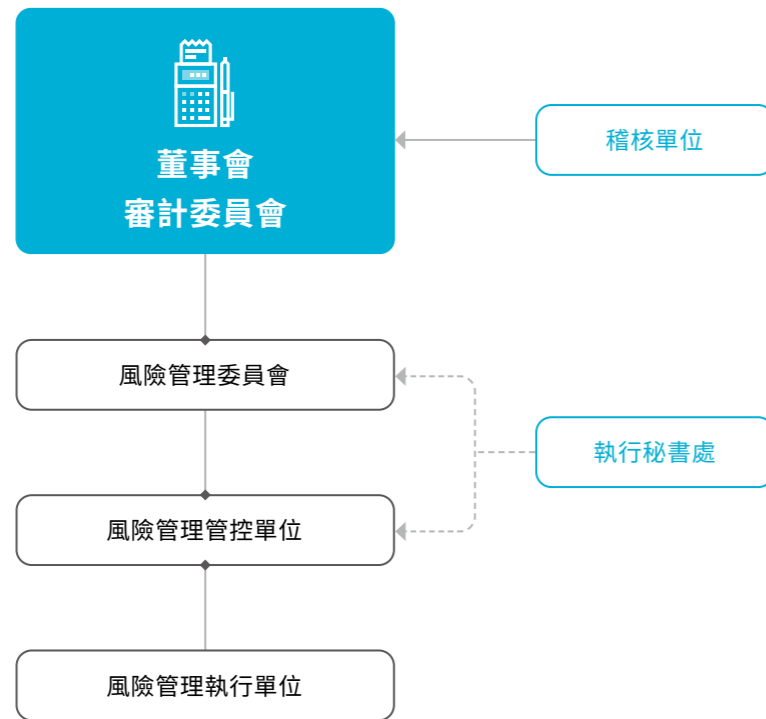 董事會
審計委員會
稽核單位
風險管理委員會
執行秘書處
風險管理管控單位
風險管理執行單位